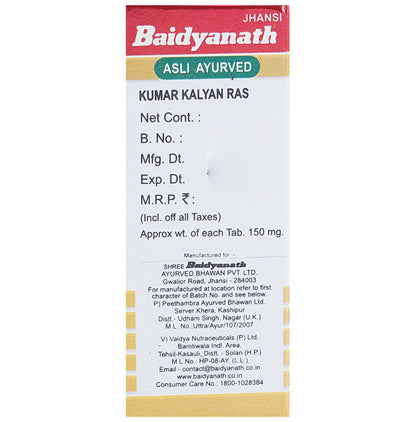 JHANSI
Baidyanath
ASLI AYURVED
KUMAR KALYAN RAS
Net Cont. :
B. No. :
Mfg. Dt.
Exp. Dt.
M.R.P. ₹ :
(Incl. off all Taxes)
Approx wt. of each Tab. 150 mg.
Manufactured for -
SHREE Baidyanath
AYURVED BHAWAN PVT. LTD.
Gwalior Road, Jhansi - 284003
For manufactured at location refer to first
character of Batch No. and see below.
P) Peethambra Ayurved Bhawan Pvt. Ltd.
Server Khera, Kashipur
Distt.- Udham Singh, Nagar (U.K.)
M.L. No :Uttra/Ayur/107/2007
V) Vaidya Nutraceuticals (P) Ltd.
Barotiwala Indl. Area,
Tehsil-Kasauli, Distt. - Solan (H.P.)
M.L No.: HP-08-AY. (L.L.)
Email - contact@baidyanath.co.in
www.baidyanath.co.in
Consumer Care No.: 1800-1028384